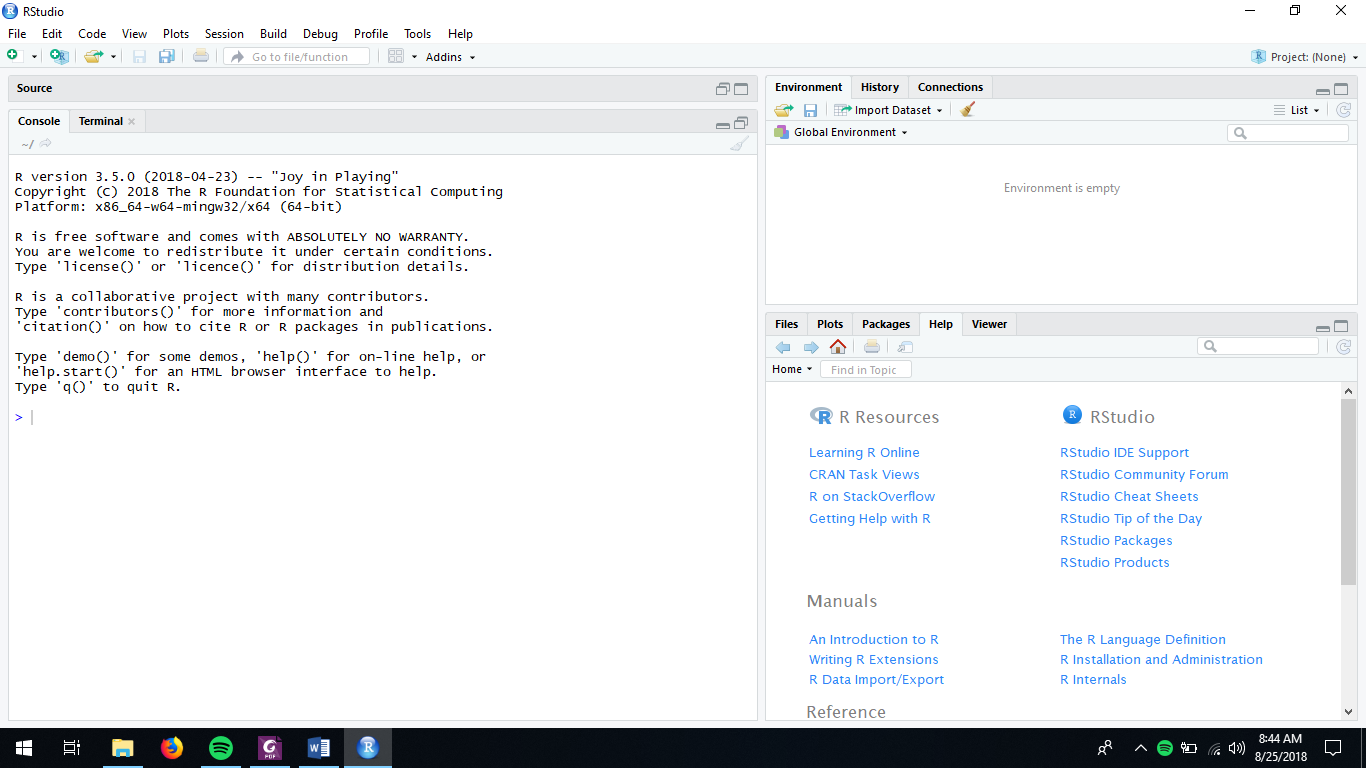 RStudio
File Edit Code View Plots Session Build Debug Profile Tools Help
Go to file/function Addins Project: (None)
Source
Console Terminal
~/
R version 3.5.0 (2018-04-23) -- "Joy in Playing"
Copyright (C) 2018 The R Foundation for Statistical Computing
Platform: x86_64-w64-mingw32/x64 (64-bit)
R is free software and comes with ABSOLUTELY NO WARRANTY.
You are welcome to redistribute it under certain conditions.
Type 'license()' or 'licence()' for distribution details.
R is a collaborative project with many contributors.
Type 'contributors()' for more information and
'citation()' on how to cite R or R packages in publications.
Type 'demo()' for some demos, 'help()' for on-line help, or
'help.start()' for an HTML browser interface to help.
Type 'q()' to quit R.
>
Environment History Connections
Import Dataset List
Global Environment
Environment is empty
Files Plots Packages Help Viewer
Home Find in Topic
R Resources
Learning R Online
CRAN Task Views
R on StackOverflow
Getting Help with R
RStudio
RStudio IDE Support
RStudio Community Forum
RStudio Cheat Sheets
RStudio Tip of the Day
RStudio Packages
RStudio Products
Manuals
An Introduction to R
Writing R Extensions
R Data Import/Export
The R Language Definition
R Installation and Administration
R Internals
Reference
8:44 AM
8/25/2018